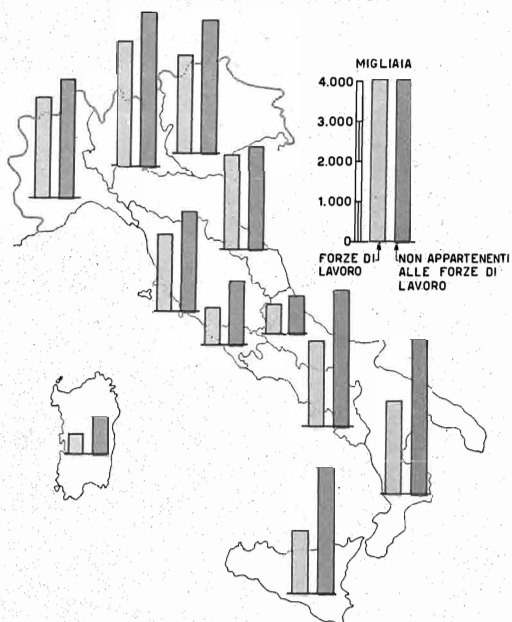 MIGLIAIA
4.000
3.000
2.000
1.000
0
FORZE DI
LAVORO
NON APPARTENENTI
ALLE FORZE DI
LAVORO